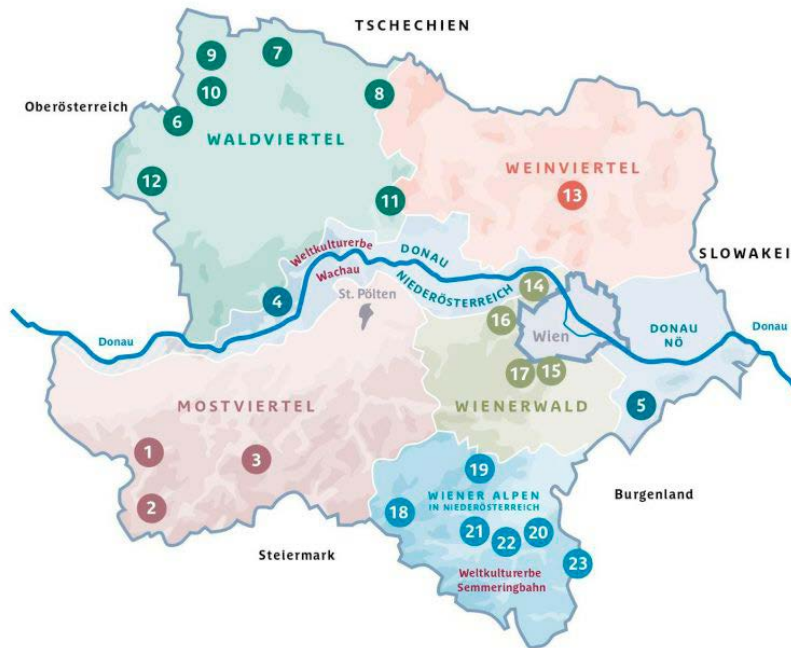 TSCHECHIEN
9
7
10
8
Oberösterreich
6
WALDVIERTEL
WEINVIERTEL
12
13
11
SLOWAKEI
Weltkulturerbe
DONAU
Wachau
NIEDERÖSTERREICH
14
4
St. Pölten
16
Wien
DONAU
NÖ
Donau
Donau
17
15
MOSTVIERTEL
WIENERWALD
5
1
3
19
2
WIENER ALPEN
IN NIEDERÖSTERREICH
Burgenland
18
21
22
20
Steiermark
23
Weltkulturerbe
Semmeringbahn